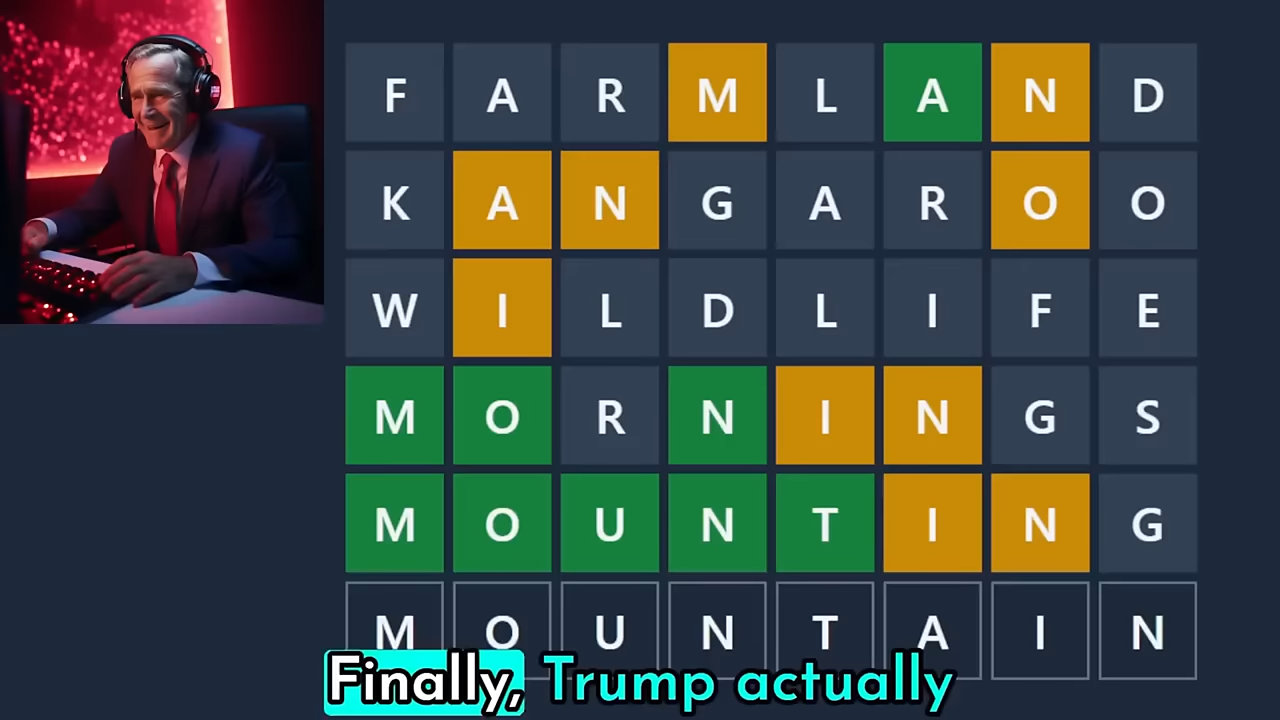 FARMLAND
KANGAROO
WILDLIFE
MORNINGS
MOUNTING
MOUNTAIN
Finally, Trump actually